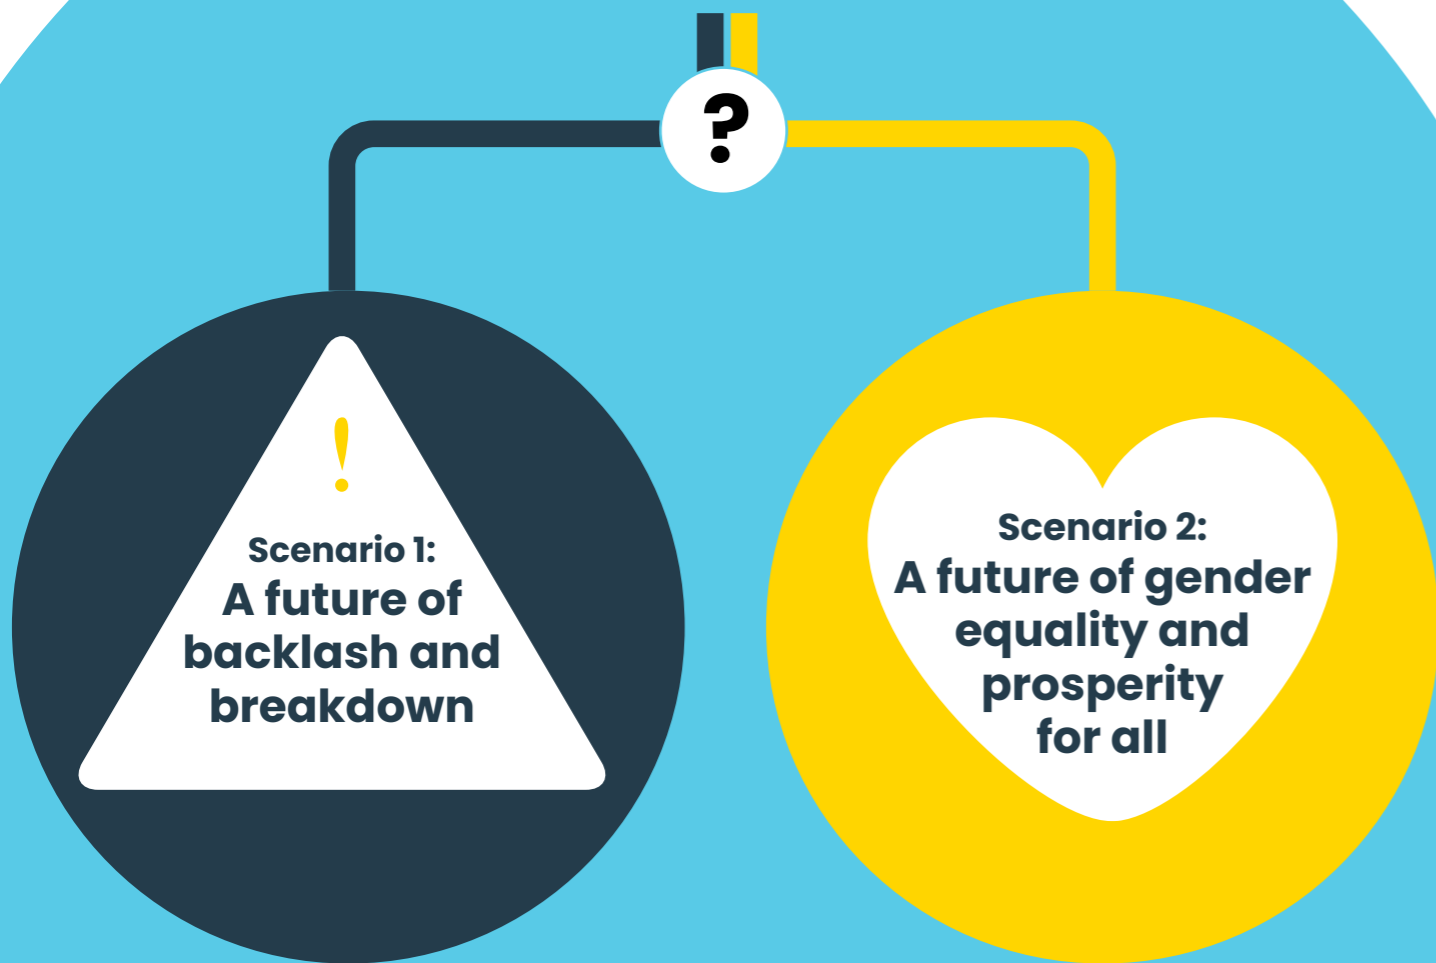 ?
!
Scenario 1:
A future of
backlash and
breakdown
Scenario 2:
A future of gender
equality and
prosperity
for all